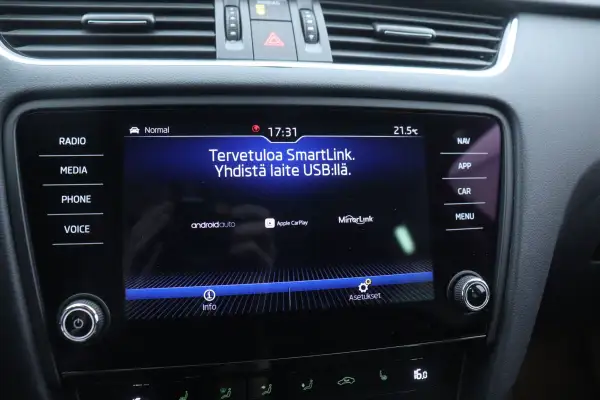 RADIO
MEDIA
PHONE
VOICE
Normal
17:31
21.5°C
Tervetuloa SmartLink.
Yhdistä laite USB:llä.
androidauto
Apple CarPlay
MirrorLink
Info
Asetukset
NAV
APP
CAR
MENU
16.0